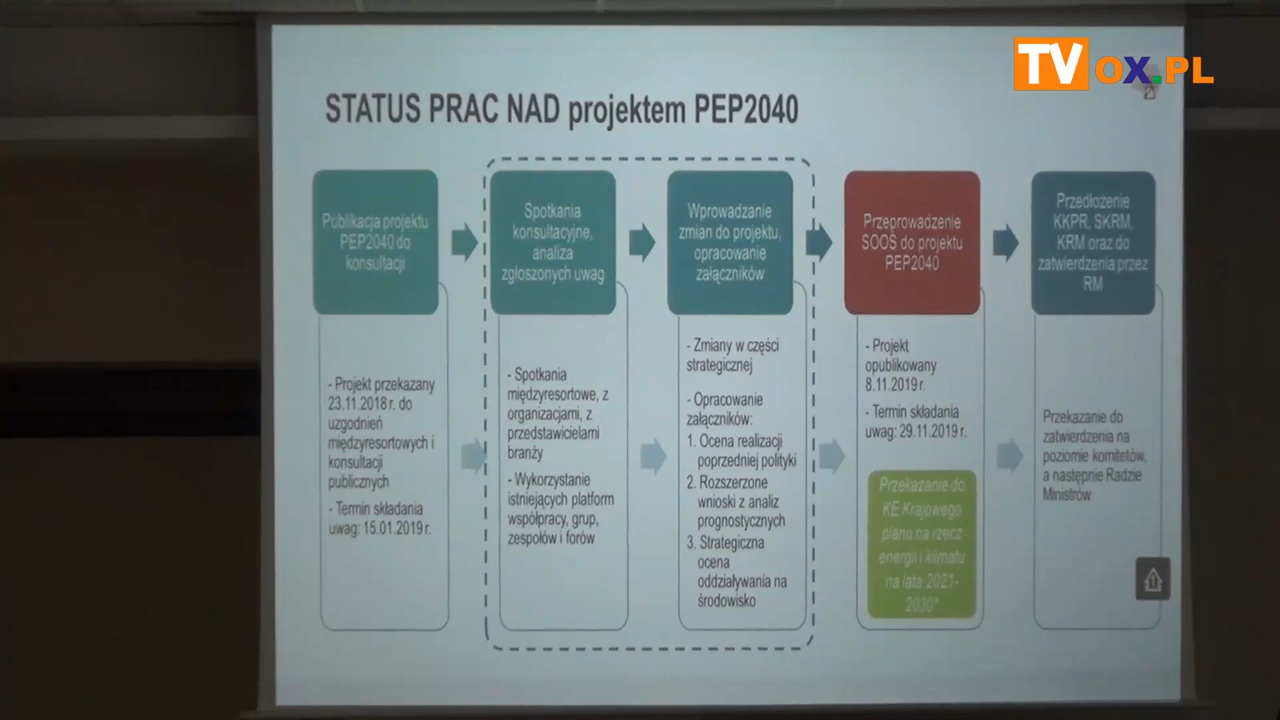 TVOX.PL
STATUS PRAC NAD projektem PEP2040
Publikacja projektu
PEP2040 do
konsultacji
- Projekt przekazany
23.11.2018 r. do
uzgodnień
międzyresortowych i
konsultacji
publicznych
- Termin składania
uwag: 15.01.2019 r.
Spotkania
konsultacyjne,
analiza
zgłoszonych uwag
- Spotkania
międzyresortowe, z
organizacjami, z
przedstawicielami
branży
- Wykorzystanie
istniejących platform
współpracy, grup,
zespołów i forów
Wprowadzanie
zmian do projektu,
opracowanie
załączników
- Zmiany w części
strategicznej
- Opracowanie
załączników:
1. Ocena realizacji
poprzedniej polityki
2. Rozszerzone
wnioski z analiz
prognostycznych
3. Strategiczna
ocena
oddziaływania na
środowisko
Przeprowadzenie
SOOŚ do projektu
PEP2040
- Projekt
opublikowany
8.11.2019 r.
- Termin składania
uwag: 29.11.2019 r.
Przekazanie do
KE Krajowego
planu na rzecz
energii i klimatu
na lata 2021-
2030*
Przedłożenie
KKPR, SKRM,
KRM oraz do
zatwierdzenia przez
RM
Przekazanie do
zatwierdzenia na
poziomie komitetów,
a następnie Radzie
Ministrów